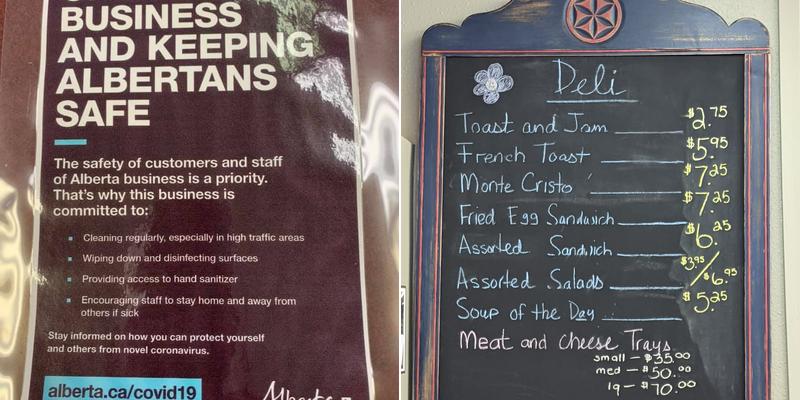 BUSINESS
AND KEEPING
ALBERTANS
SAFE
The safety of customers and staff
of Alberta business is a priority.
That's why this business is
committed to:
Cleaning regularly, especially in high traffic areas
Wiping down and disinfecting surfaces
Providing access to hand sanitizer
Encouraging staff to stay home and away from
others if sick
Stay informed on how you can protect yourself
and others from novel coronavirus.
alberta.ca/covid19
Alberta
Deli
Toast and Jam $2.75
French Toast $5.95
Monte Cristo $7.25
Fried Egg Sandwich $7.25
Assorted Sandwich $6.25
Assorted Salads $3.95/$6.95
Soup of the Day $5.25
Meat and Cheese Trays
small - $35.00
med - $50.00
lg - $70.00